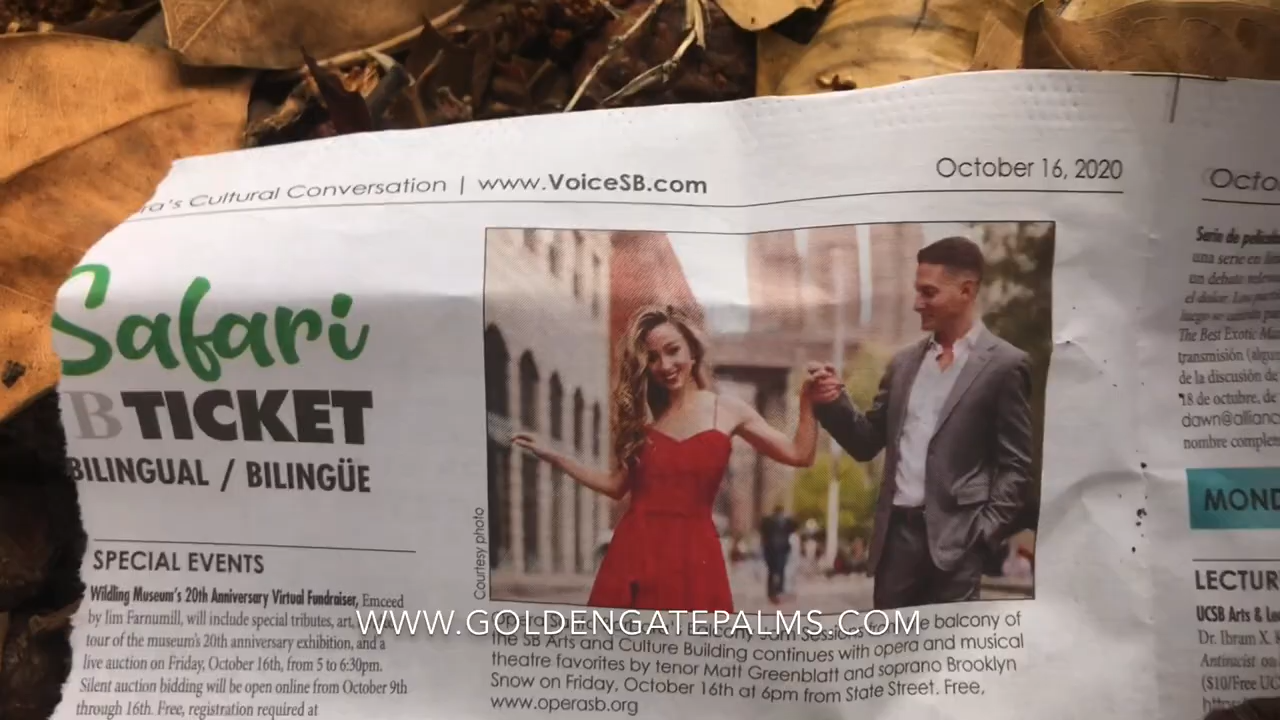 ra's Cultural Conversation | www.VoiceSB.com
October 16, 2020
Octo
Safari
B TICKET
BILINGUAL / BILINGÜE
SPECIAL EVENTS
Wildling Museum's 20th Anniversary Virtual Fundraiser, Emceed
by Jim Farnumill, will include special tributes, art,
tour of the museum's 20th anniversary exhibition, and a
live auction on Friday, October 16th, from 5 to 6:30pm.
Silent auction bidding will be open online from October 9th
through 16th. Free, registration required at
Courtesy photo
WWW.GOLDENGATEPALMS.COM
Balcony balcony of
the SB Arts and Culture Building continues with opera and musical
theatre favorites by tenor Matt Greenblatt and soprano Brooklyn
Snow on Friday, October 16th at 6pm from State Street. Free,
www.operasb.org
Serie de
una serie en
un debate
el dolor.
luego se
The Best Exotic
transmisión
de la discusión de
18 de octubre, de
dawn@allianc
nombre comple
MOND
LECTUR
UCSB Arts &
Dr. Ibram X.
Antiracist on
($10/Free UC